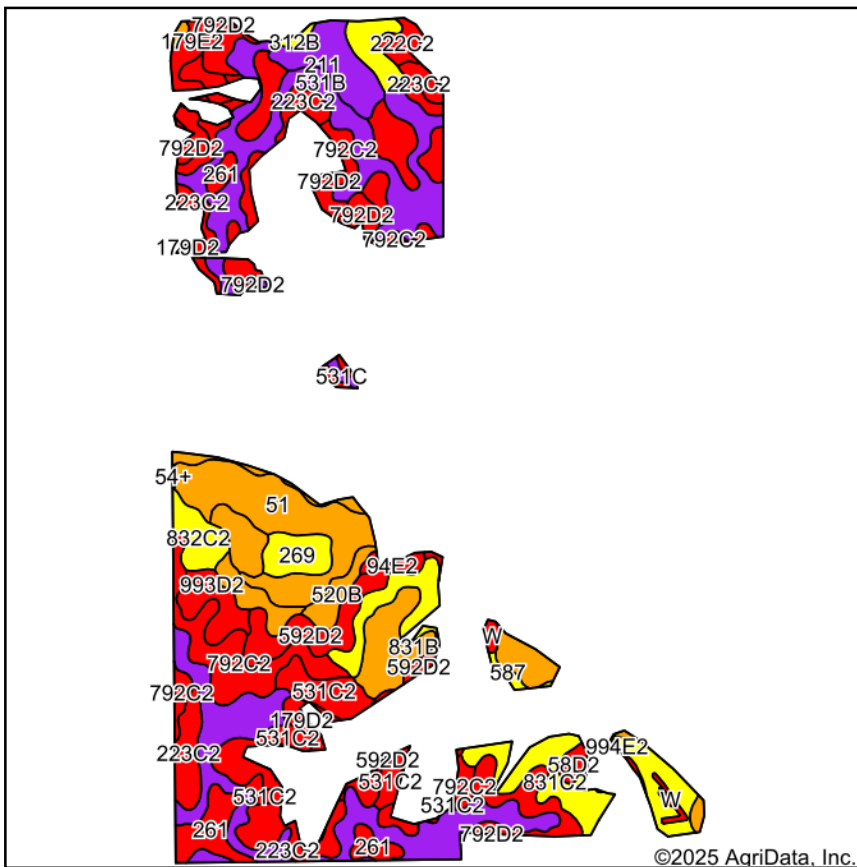 792D2
179E2
312B
222C2
211
531B
223C2
223C2
792D2
792C2
261
792D2
223C2
792D2
179D2
792C2
792D2
531C
54+
51
832C2
269
94E2
993D2
520B
592D2
831B
W
792C2
592D2
587
792C2
531C2
179D2
531C2
223C2
994E2
592D2
58D2
531C2
792C2
831C2
531C2
531C2
W
261
792D2
223C2
261
©2025 AgriData, Inc.